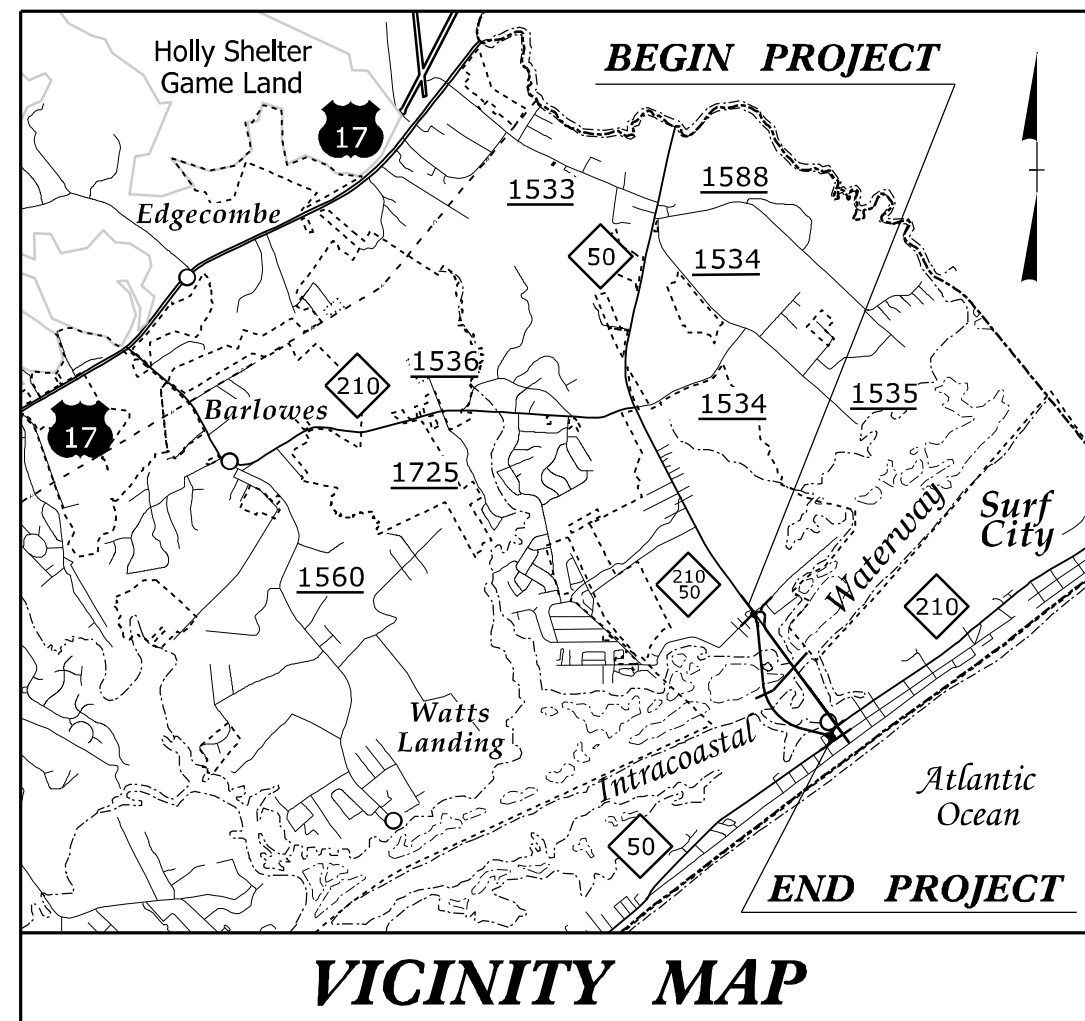 BEGIN PROJECT
Holly Shelter
Game Land
17
1533
1588
Edgecombe
50
1534
1536
210
Barlowes
1534
1535
17
1725
Surf
City
Waterway
1560
210
50
210
Watts
Landing
Intracoastal
Atlantic
Ocean
50
END PROJECT
VICINITY MAP